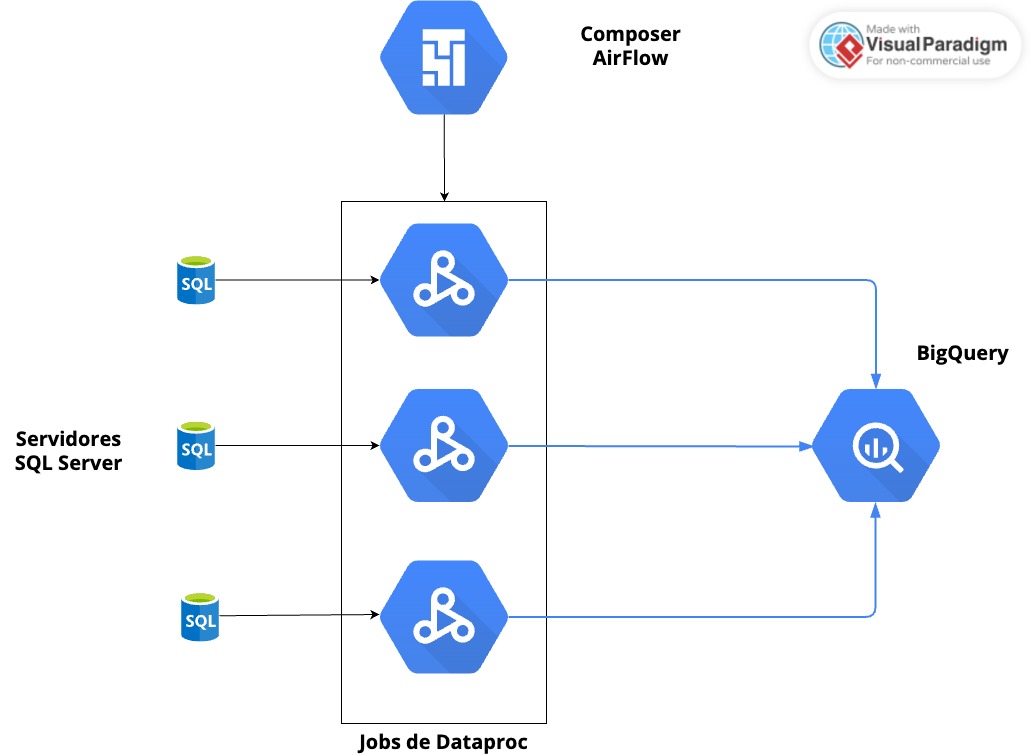 Composer
AirFlow
Made with
Visual Paradigm
For non-commercial use
SQL
BigQuery
Servidores
SQL Server
SQL
SQL
Jobs de Dataproc